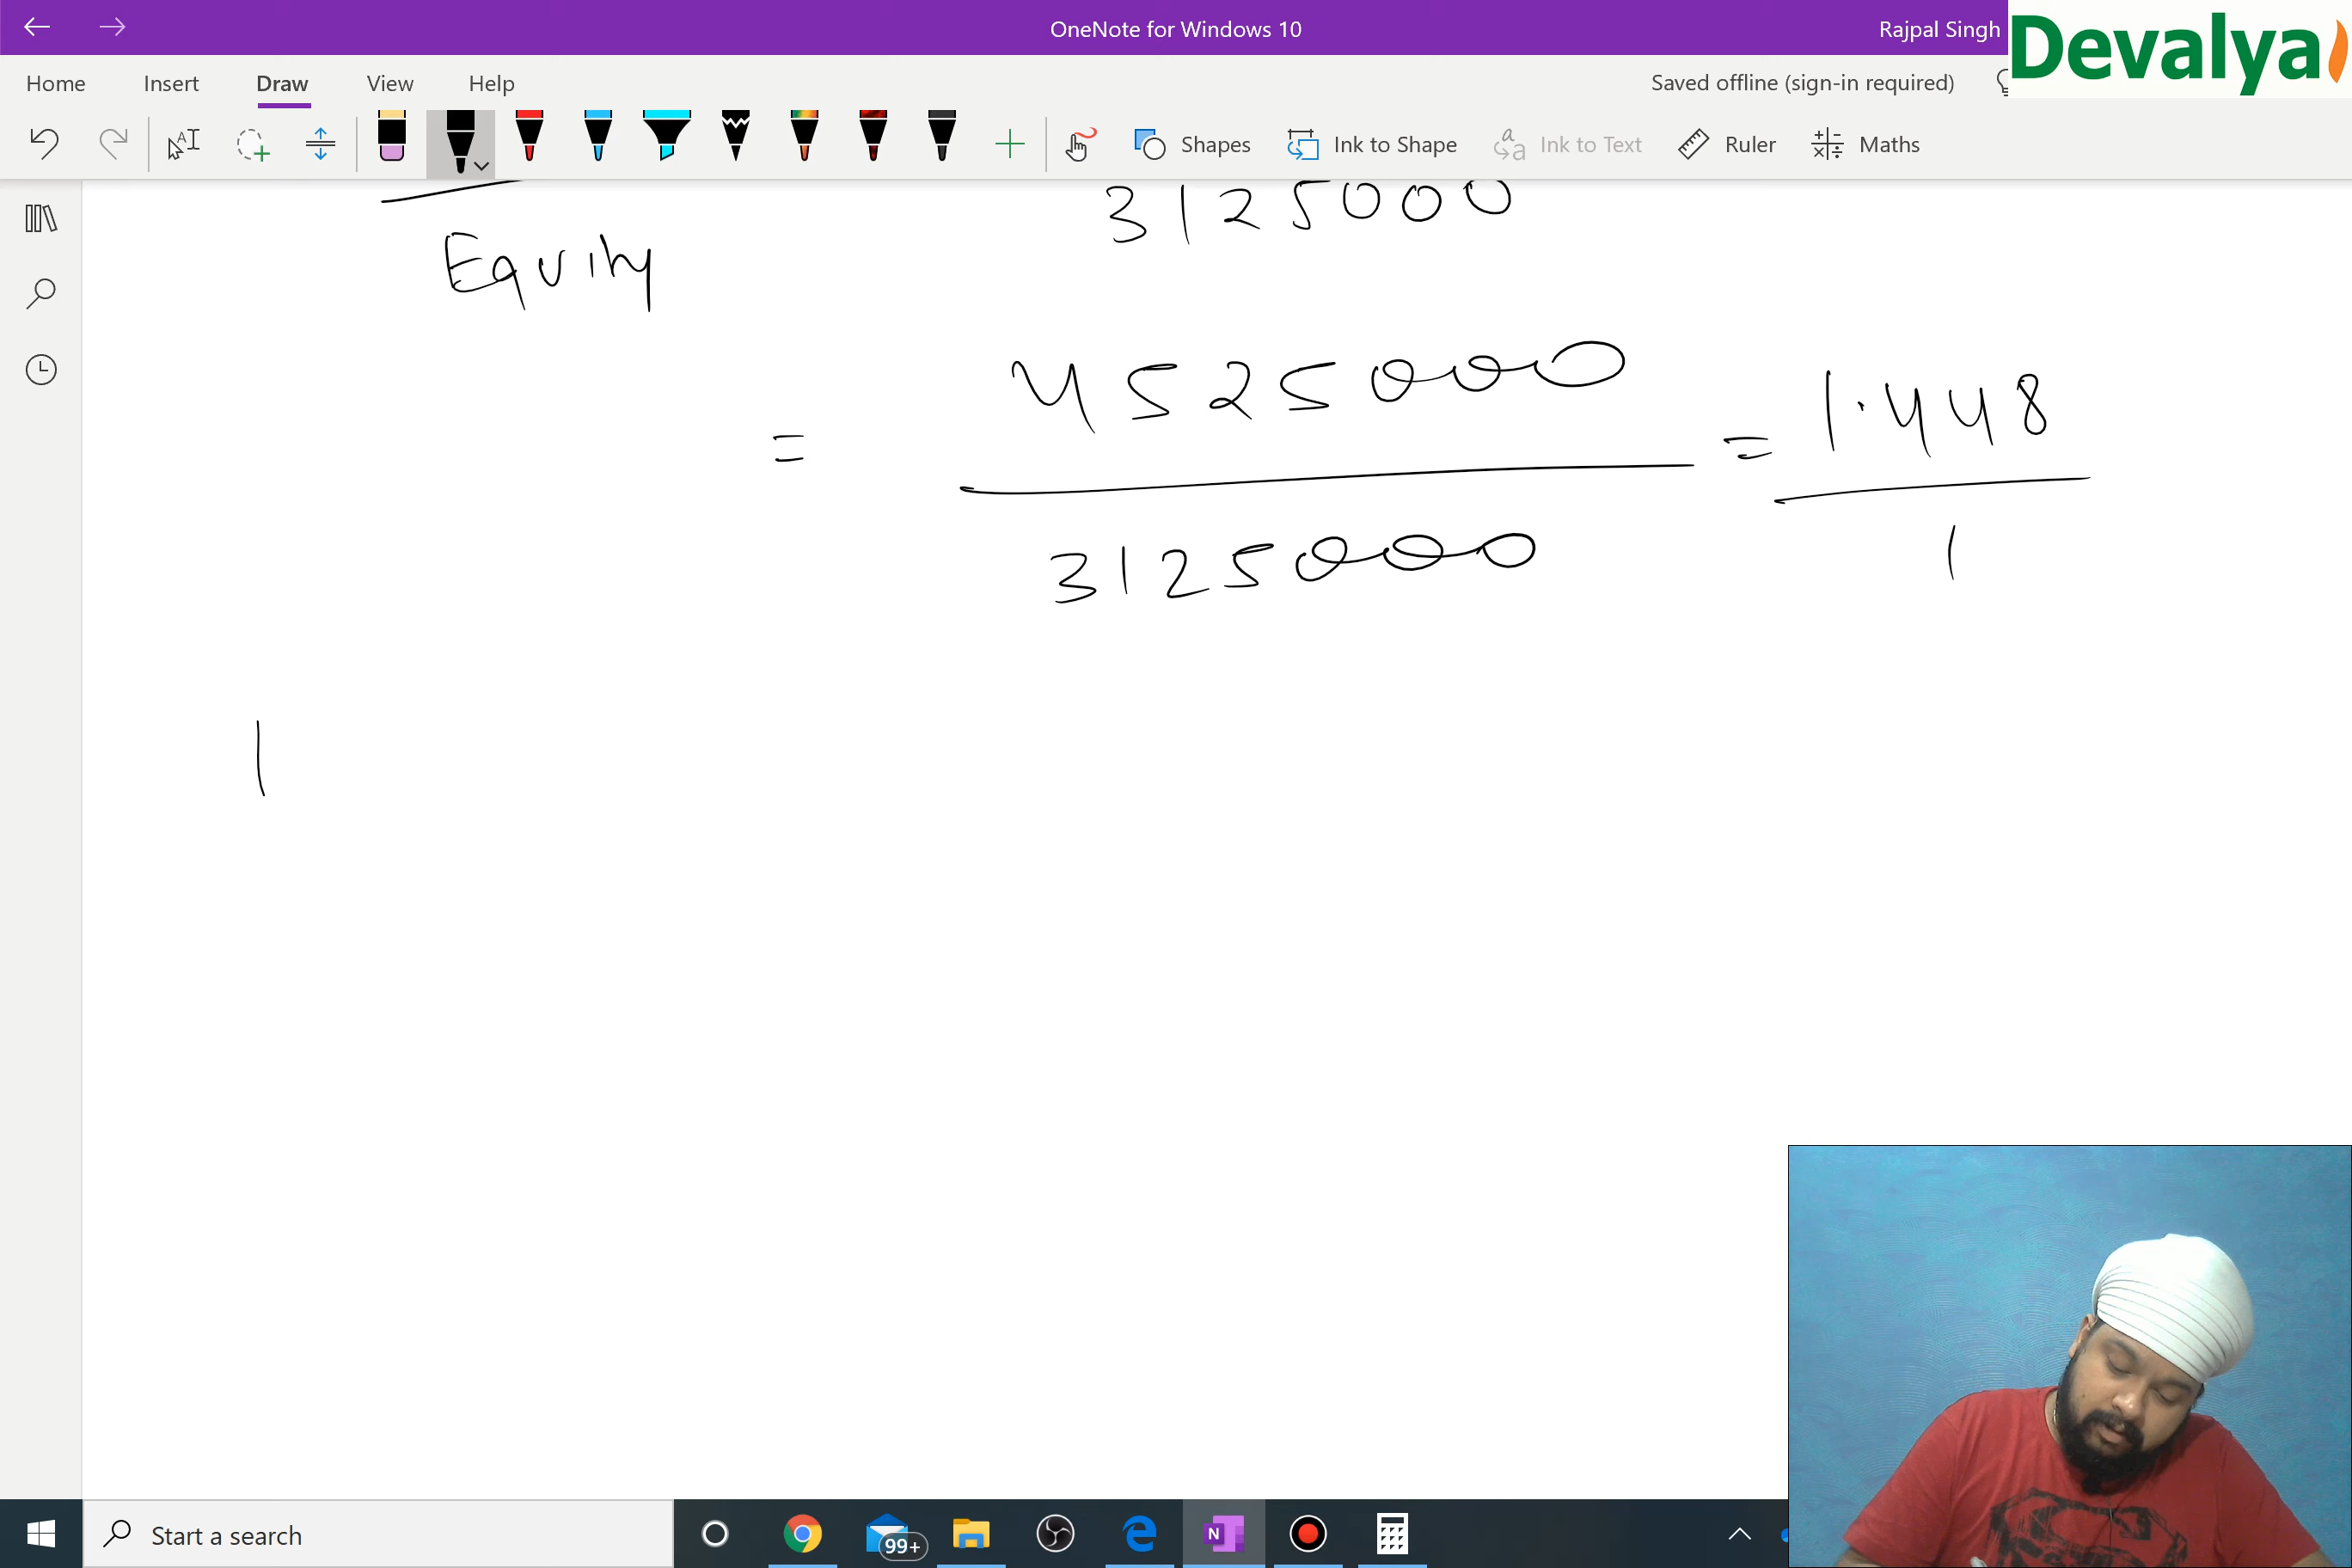 OneNote for Windows 10
Rajpal Singh
Devalya
Home Insert Draw View Help
Saved offline (sign-in required)
Shapes Ink to Shape Ink to Text Ruler Maths
3125000
Equity
4525000
= = 1.448
3125000 1
1
Start a search
99+